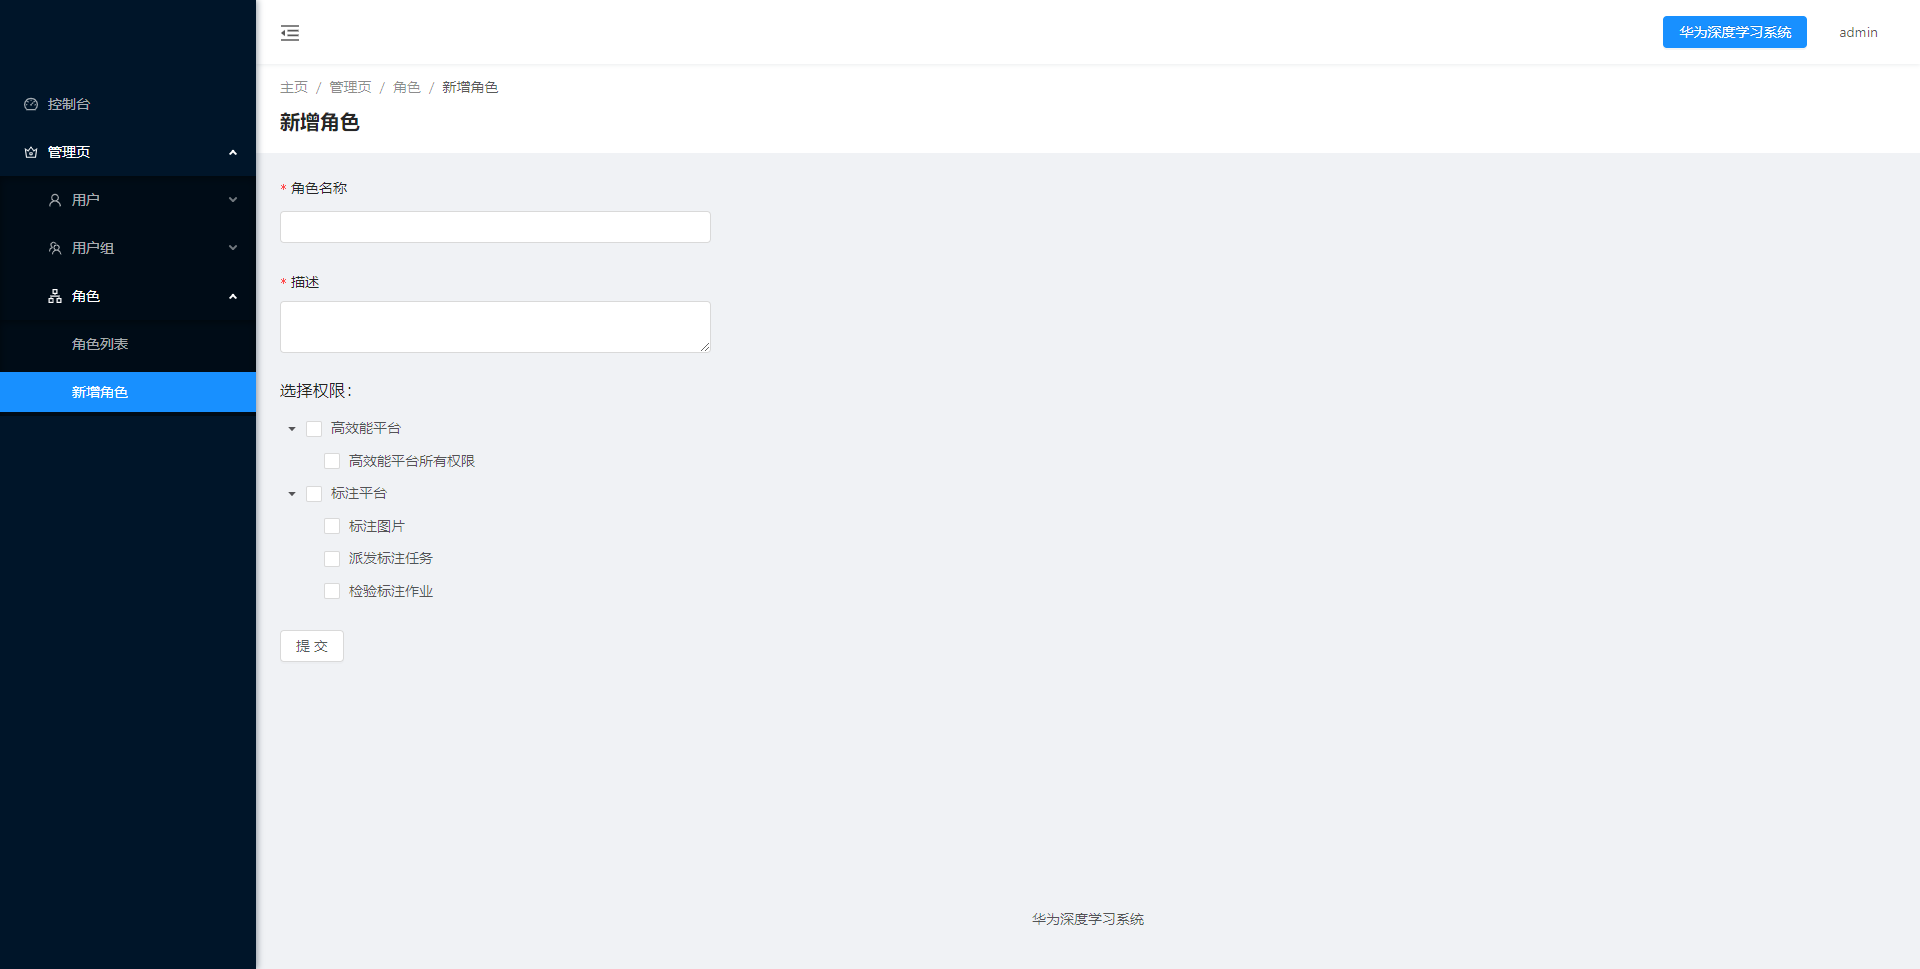 华为深度学习系统
admin
控制台
管理页
用户
用户组
角色
角色列表
新增角色
主页 / 管理页 / 角色 / 新增角色
新增角色
* 角色名称
* 描述
选择权限：
高效能平台
高效能平台所有权限
标注平台
标注图片
派发标注任务
检验标注作业
提 交
华为深度学习系统